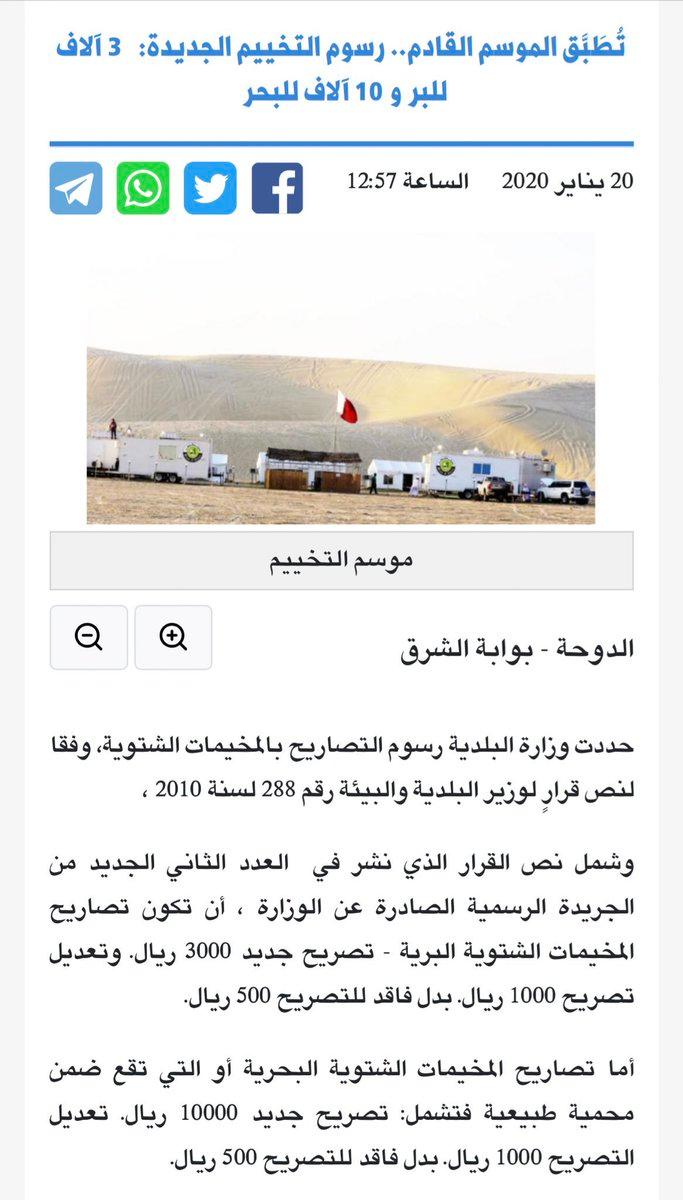 تُطَبَّق الموسم القادم.. رسوم التخييم الجديدة: 3 آلاف
للبر و 10 آلاف للبحر
20 يناير 2020 الساعة 12:57
موسم التخييم
الدوحة - بوابة الشرق
حددت وزارة البلدية رسوم التصاريح بالمخيمات الشتوية، وفقا
لنص قرارٍ لوزير البلدية والبيئة رقم 288 لسنة 2010 ،
وشمل نص القرار الذي نشر في العدد الثاني الجديد من
الجريدة الرسمية الصادرة عن الوزارة ، أن تكون تصاريح
المخيمات الشتوية البرية - تصريح جديد 3000 ريال. وتعديل
تصريح 1000 ريال. بدل فاقد للتصريح 500 ريال.
أما تصاريح المخيمات الشتوية البحرية أو التي تقع ضمن
محمية طبيعية فتشمل: تصريح جديد 10000 ريال. تعديل
التصريح 1000 ريال. بدل فاقد للتصريح 500 ريال.